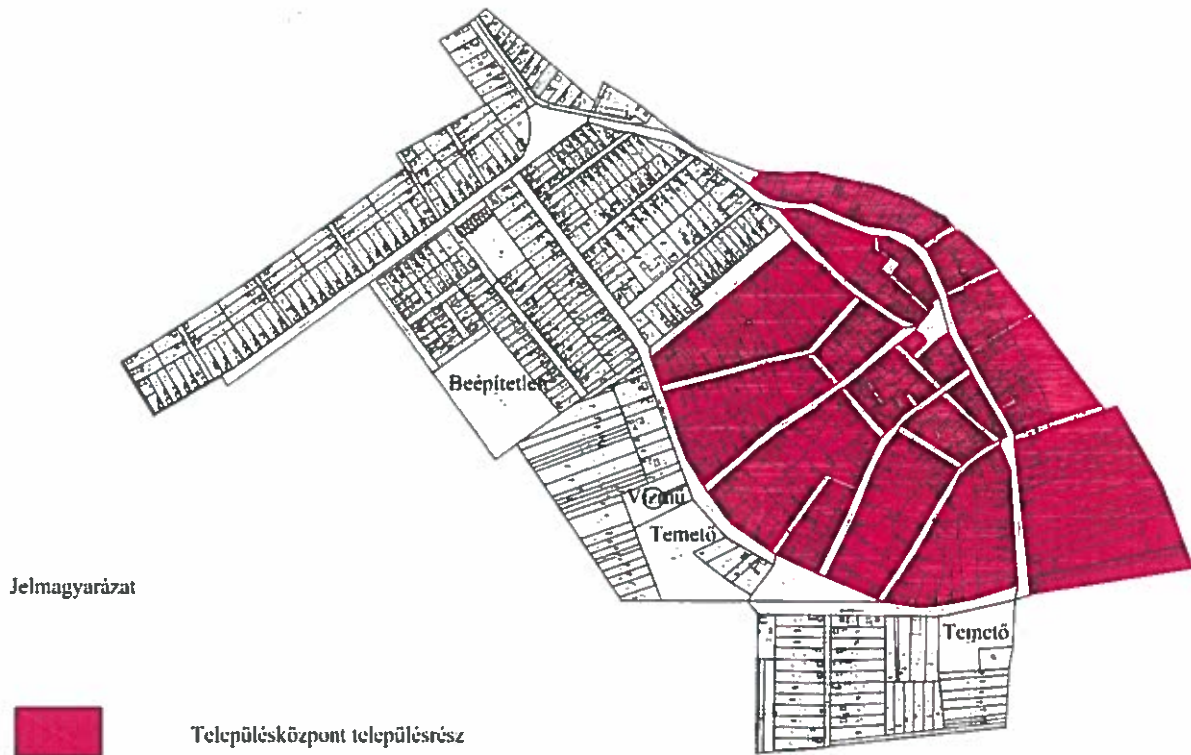 Beépítetlen
Vízmű
Temető
Jelmagyarázat
Temető
Településközpont településrész